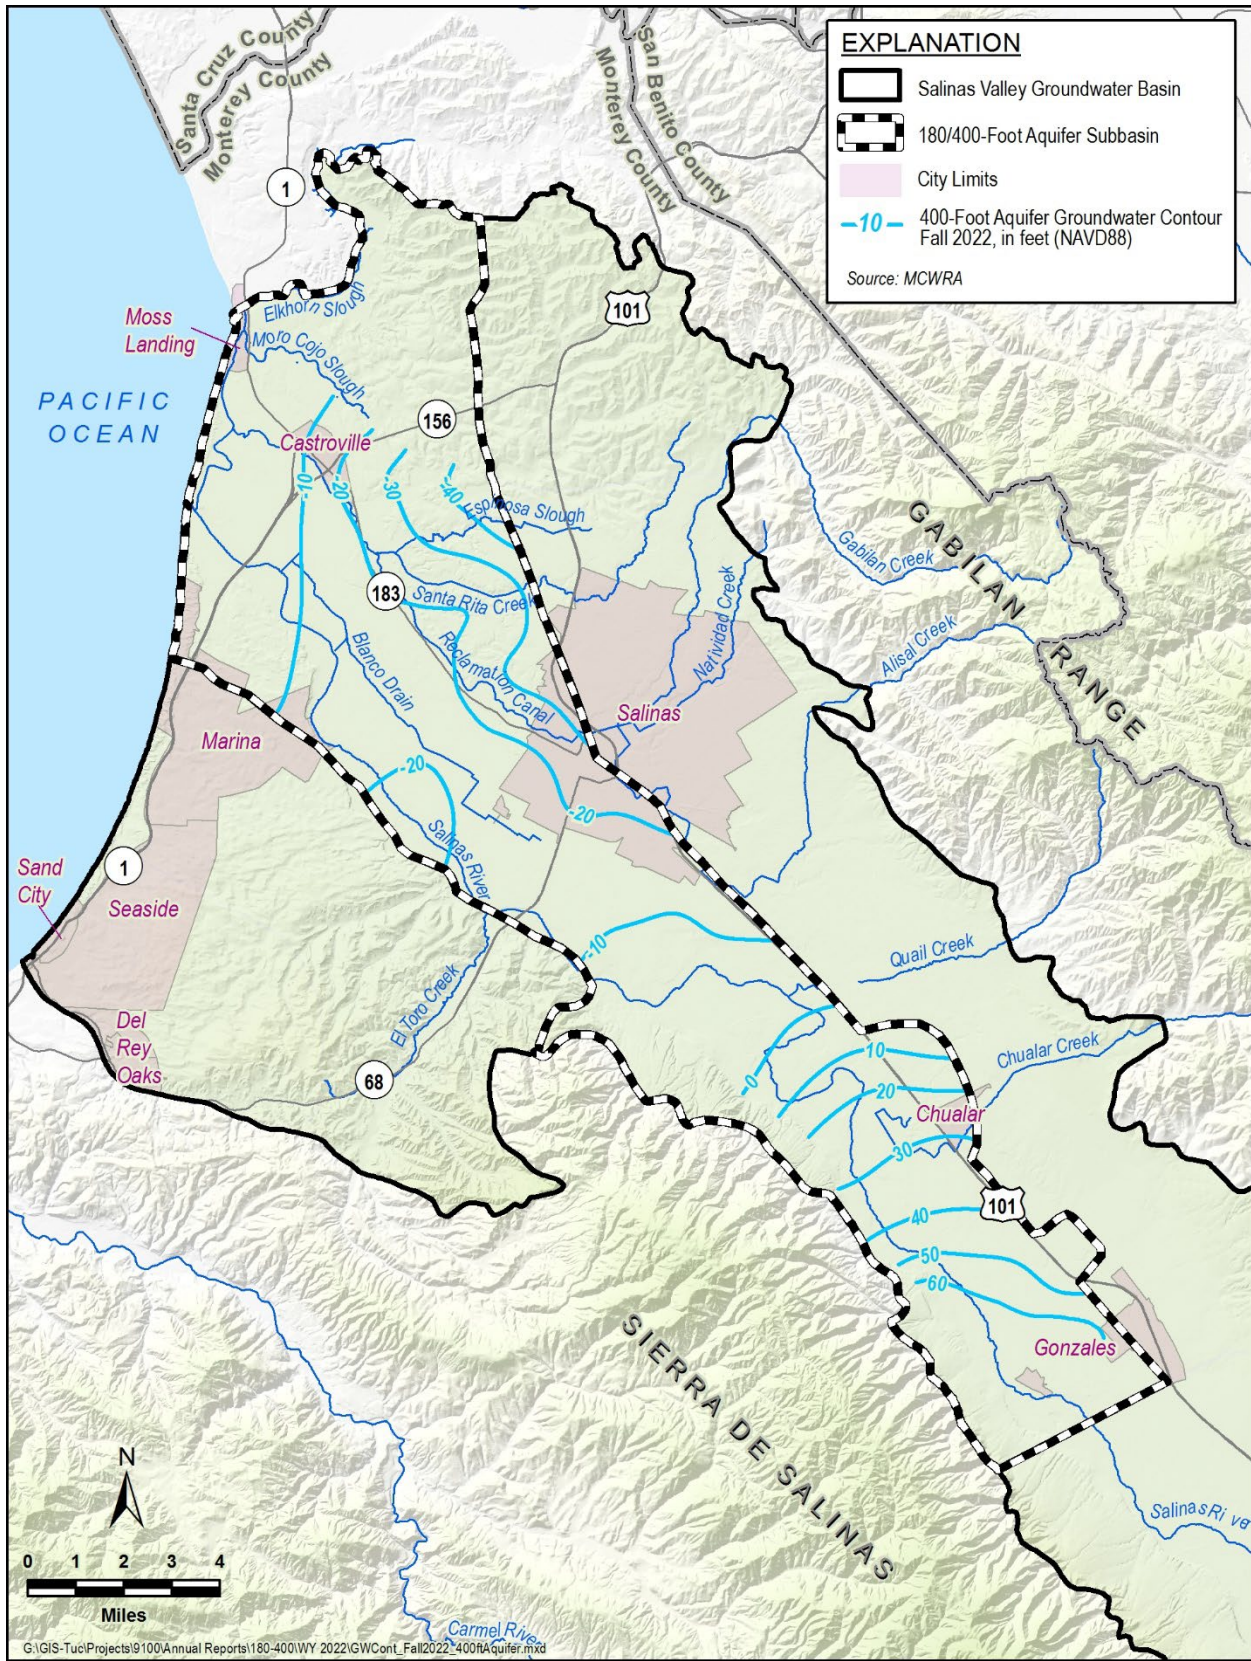 EXPLANATION
Salinas Valley Groundwater Basin
180/400-Foot Aquifer Subbasin
City Limits
-10
400-Foot Aquifer Groundwater Contour
Fall 2022, in feet (NAVD88)
Source: MCWRA
Santa Cruz County
Monterey County
San Benito County
Monterey County
1
101
Elkhorn Slough
Moss
Landing
Moro Cojo Slough
PACIFIC
OCEAN
156
Castroville
-10
-20
-30
-40
Espinosa Slough
Gabilan Creek
GABILAN
RANGE
183
Santa Rita Creek
Natividad Creek
Alisal Creek
Blanco Drain
Reclamation Canal
Salinas
Marina
-20
-20
Salinas River
1
Sand
City
Seaside
-10
Quail Creek
El Toro Creek
Del
Rey
Oaks
68
Chualar Creek
10
0
20
Chualar
30
101
40
50
60
Gonzales
SIERRA DE SALINAS
N
0 1 2 3 4
Miles
Salinas Ri ve
Carmel River
G:\GIS-Tuc\Projects\9100\Annual Reports\180-400\WY 2022\GWCont_Fall2022_400ftAquifer.mxd